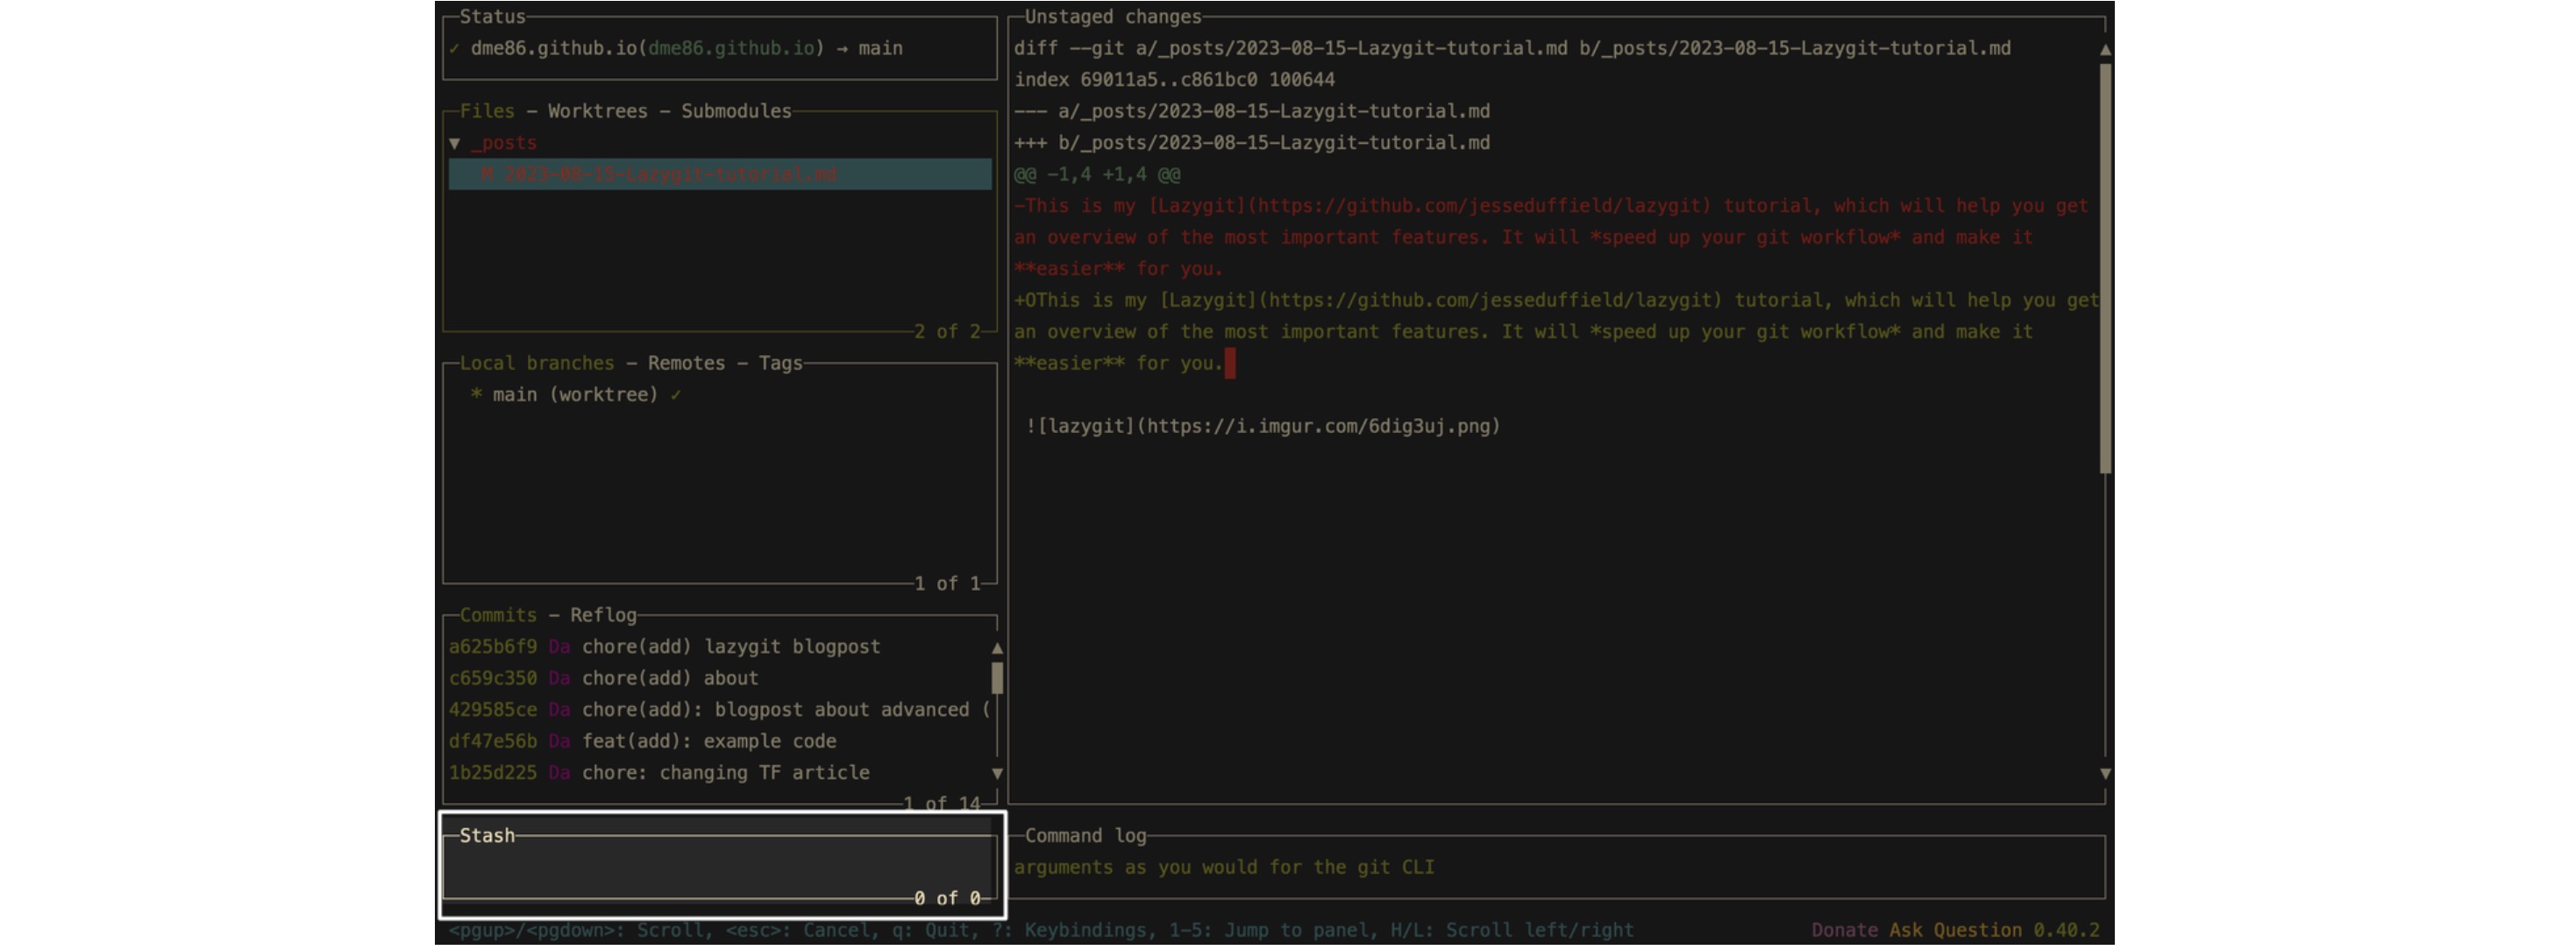 Status
✓ dme86.github.io(dme86.github.io) → main
Files – Worktrees – Submodules
▼ _posts
M 2023-08-15-Lazygit-tutorial.md
2 of 2
Local branches – Remotes – Tags
* main (worktree) ✓
1 of 1
Commits – Reflog
a625b6f9 Da chore(add) lazygit blogpost
c659c350 Da chore(add) about
429585ce Da chore(add): blogpost about advanced (
df47e56b Da feat(add): example code
1b25d225 Da chore: changing TF article
1 of 14
Stash
0 of 0
Unstaged changes
diff --git a/_posts/2023-08-15-Lazygit-tutorial.md b/_posts/2023-08-15-Lazygit-tutorial.md
index 69011a5..c861bc0 100644
--- a/_posts/2023-08-15-Lazygit-tutorial.md
+++ b/_posts/2023-08-15-Lazygit-tutorial.md
@@ -1,4 +1,4 @@
-This is my [Lazygit](https://github.com/jesseduffield/lazygit) tutorial, which will help you get
an overview of the most important features. It will *speed up your git workflow* and make it
**easier** for you.
+OThis is my [Lazygit](https://github.com/jesseduffield/lazygit) tutorial, which will help you get
an overview of the most important features. It will *speed up your git workflow* and make it
**easier** for you.
![lazygit](https://i.imgur.com/6dig3uj.png)
Command log
arguments as you would for the git CLI
<pgup>/<pgdown>: Scroll, <esc>: Cancel, q: Quit, ?: Keybindings, 1-5: Jump to panel, H/L: Scroll left/right
Donate Ask Question 0.40.2